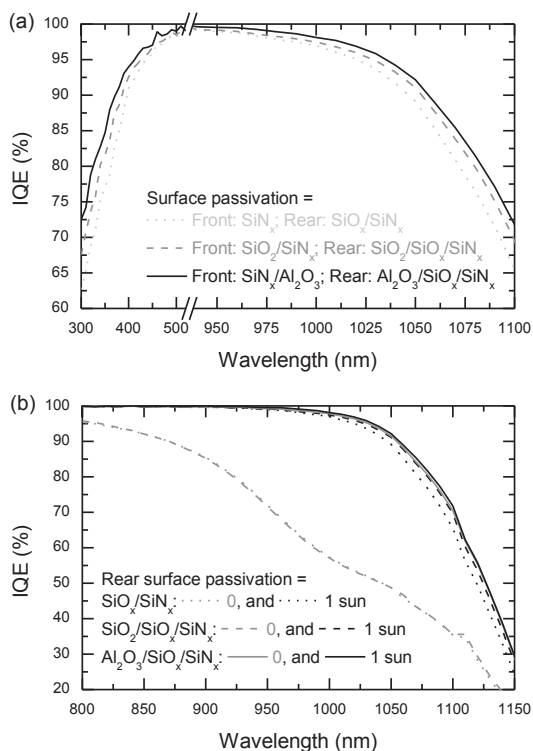 (a)
100
95
90
85
80
75
70
65
60
IQE (%)
Surface passivation =
Front: SiNx; Rear: SiOx/SiNx
Front: SiO2/SiNx; Rear: SiO2/SiOx/SiNx
Front: SiNx/Al2O3; Rear: Al2O3/SiOx/SiNx
300 400 500 950 975 1000 1025 1050 1075 1100
Wavelength (nm)
(b)
100
90
80
70
60
50
40
30
20
IQE (%)
Rear surface passivation =
SiOx/SiNx: 0, and 1 sun
SiO2/SiOx/SiNx: 0, and 1 sun
Al2O3/SiOx/SiNx: 0, and 1 sun
800 850 900 950 1000 1050 1100 1150
Wavelength (nm)